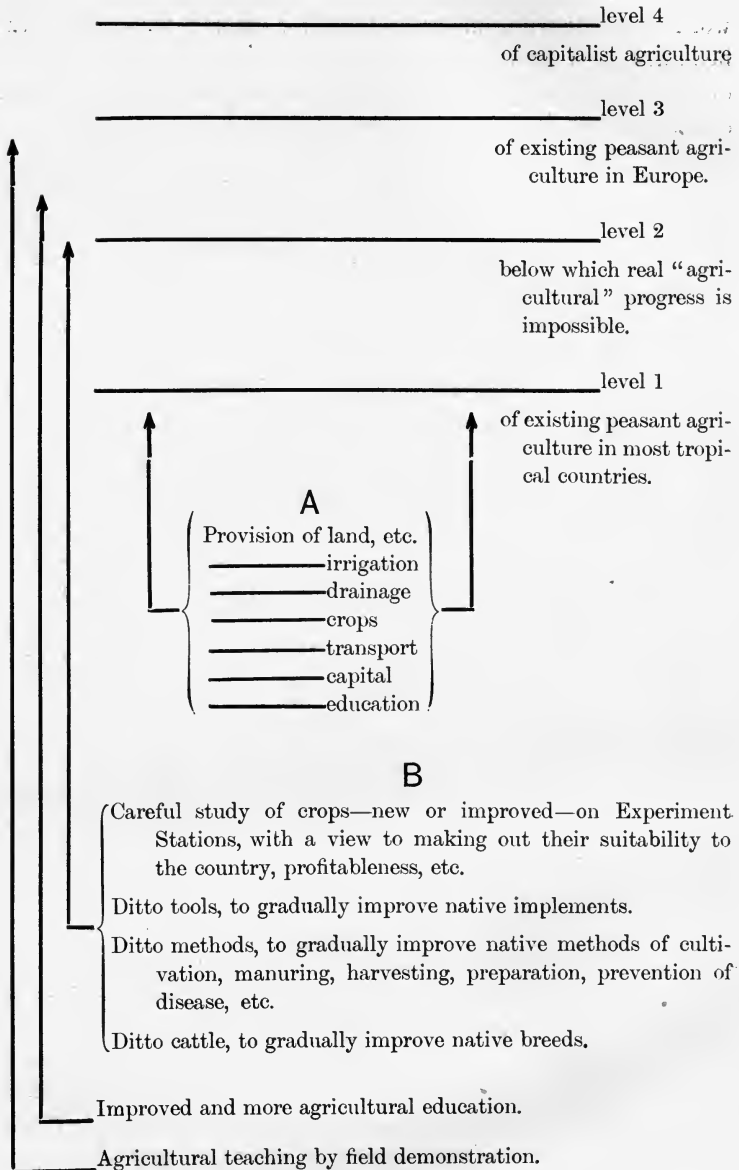 level 4
of capitalist agriculture
level 3
of existing peasant agri-
culture in Europe.
level 2
below which real “agri-
cultural” progress is
impossible.
level 1
of existing peasant agri-
culture in most tropi-
cal countries.
A
Provision of land, etc.
irrigation
drainage
crops
transport
capital
education
B
Careful study of crops—new or improved—on Experiment
Stations, with a view to making out their suitability to
the country, profitableness, etc.
Ditto tools, to gradually improve native implements.
Ditto methods, to gradually improve native methods of culti-
vation, manuring, harvesting, preparation, prevention of
disease, etc.
Ditto cattle, to gradually improve native breeds.
Improved and more agricultural education.
Agricultural teaching by field demonstration.